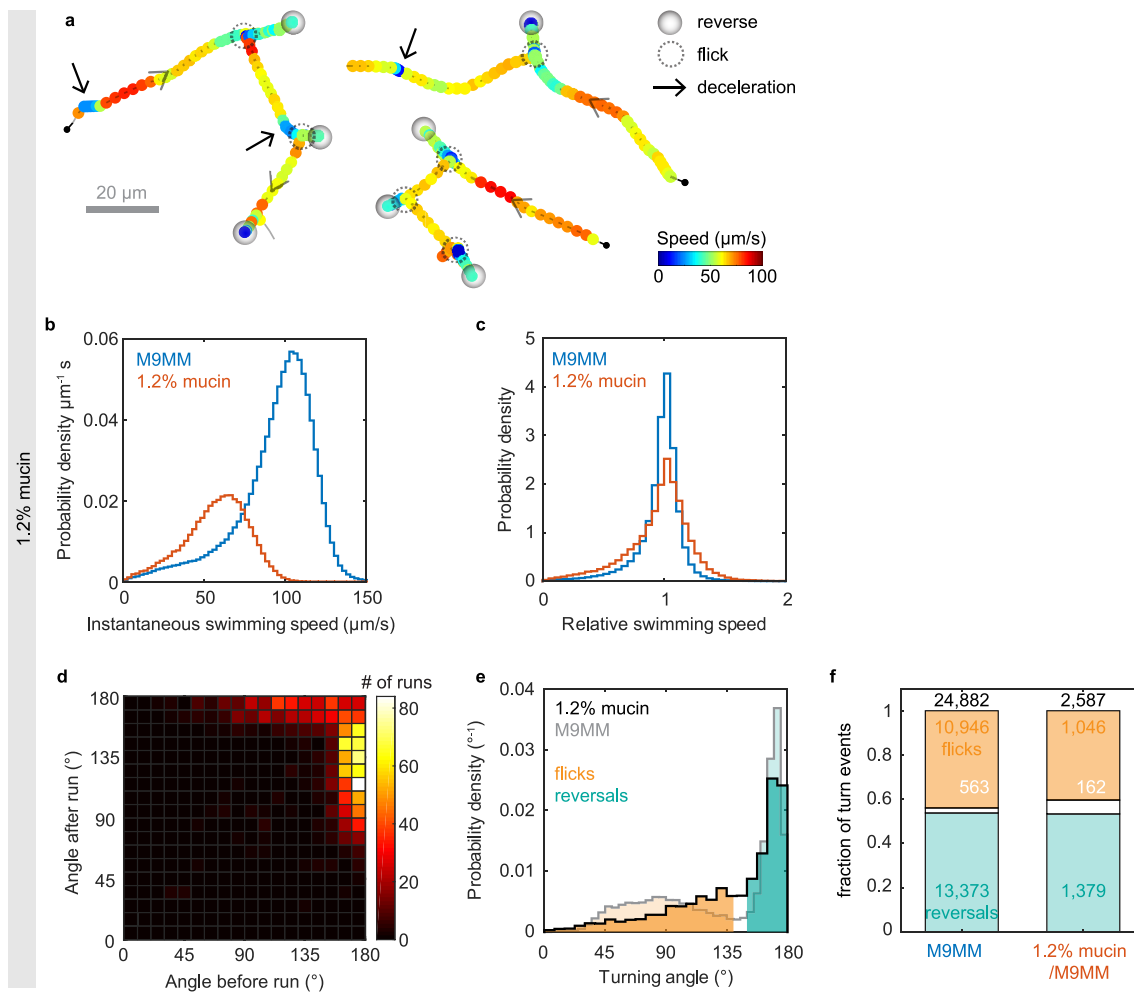 1.2% mucin
a
reverse
flick
deceleration
20 µm
Speed (µm/s)
0 50 100
b
0.06
0.04
0.02
0
Probability density µm⁻¹ s
M9MM
1.2% mucin
0 50 100 150
Instantaneous swimming speed (µm/s)
c
5
4
3
2
1
0
Probability density
M9MM
1.2% mucin
0 1 2
Relative swimming speed
d
# of runs
180
135
90
45
0
Angle after run (°)
0 45 90 135 180
Angle before run (°)
80
60
40
20
0
e
0.04
0.03
0.02
0.01
0
Probability density (°⁻¹)
1.2% mucin
M9MM
flicks
reversals
0 45 90 135 180
Turning angle (°)
f
24,882 2,587
1
0.8
0.6
0.4
0.2
0
fraction of turn events
10,946 1,046
flicks
563 162
13,373 1,379
reversals
M9MM 1.2% mucin
/M9MM